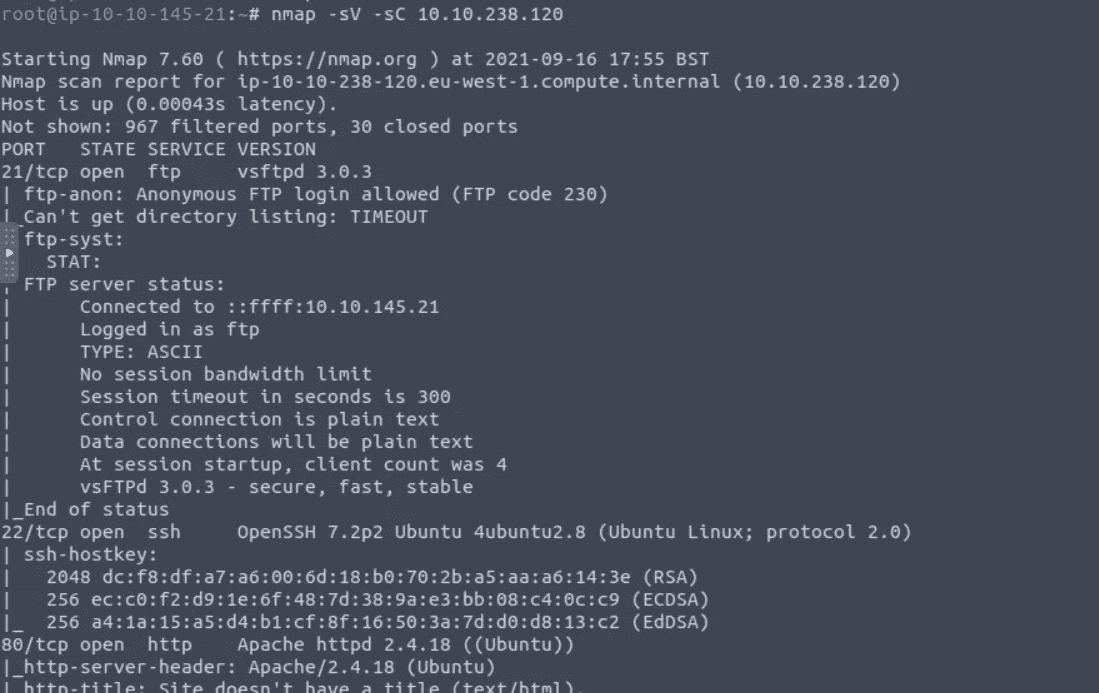 root@ip-10-10-145-21:~# nmap -sV -sC 10.10.238.120
Starting Nmap 7.60 ( https://nmap.org ) at 2021-09-16 17:55 BST
Nmap scan report for ip-10-10-238-120.eu-west-1.compute.internal (10.10.238.120)
Host is up (0.00043s latency).
Not shown: 967 filtered ports, 30 closed ports
PORT   STATE SERVICE VERSION
21/tcp open  ftp     vsftpd 3.0.3
| ftp-anon: Anonymous FTP login allowed (FTP code 230)
|_Can't get directory listing: TIMEOUT
ftp-syst:
STAT:
FTP server status:
|      Connected to ::ffff:10.10.145.21
|      Logged in as ftp
|      TYPE: ASCII
|      No session bandwidth limit
|      Session timeout in seconds is 300
|      Control connection is plain text
|      Data connections will be plain text
|      At session startup, client count was 4
|      vsFTPd 3.0.3 - secure, fast, stable
|_End of status
22/tcp open  ssh     OpenSSH 7.2p2 Ubuntu 4ubuntu2.8 (Ubuntu Linux; protocol 2.0)
| ssh-hostkey:
|   2048 dc:f8:df:a7:a6:00:6d:18:b0:70:2b:a5:aa:a6:14:3e (RSA)
|   256 ec:c0:f2:d9:1e:6f:48:7d:38:9a:e3:bb:08:c4:0c:c9 (ECDSA)
|_  256 a4:1a:15:a5:d4:b1:cf:8f:16:50:3a:7d:d0:d8:13:c2 (EdDSA)
80/tcp open  http    Apache httpd 2.4.18 ((Ubuntu))
|_http-server-header: Apache/2.4.18 (Ubuntu)
|_http-title: Site doesn't have a title (text/html).